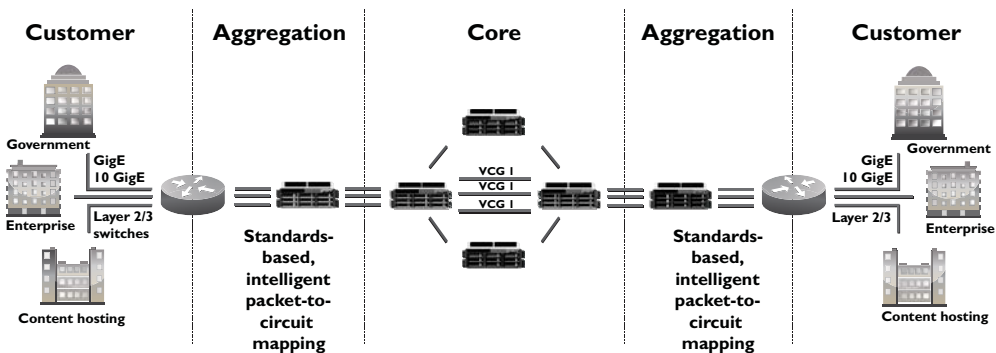 Customer
Aggregation
Core
Aggregation
Customer
Government
GigE
10 GigE
Enterprise
Layer 2/3
switches
Content hosting
Standards-
based,
intelligent
packet-to-
circuit
mapping
VCG 1
VCG 1
VCG 1
Standards-
based,
intelligent
packet-to-
circuit
mapping
Government
GigE
10 GigE
Layer 2/3
Enterprise
Content hosting